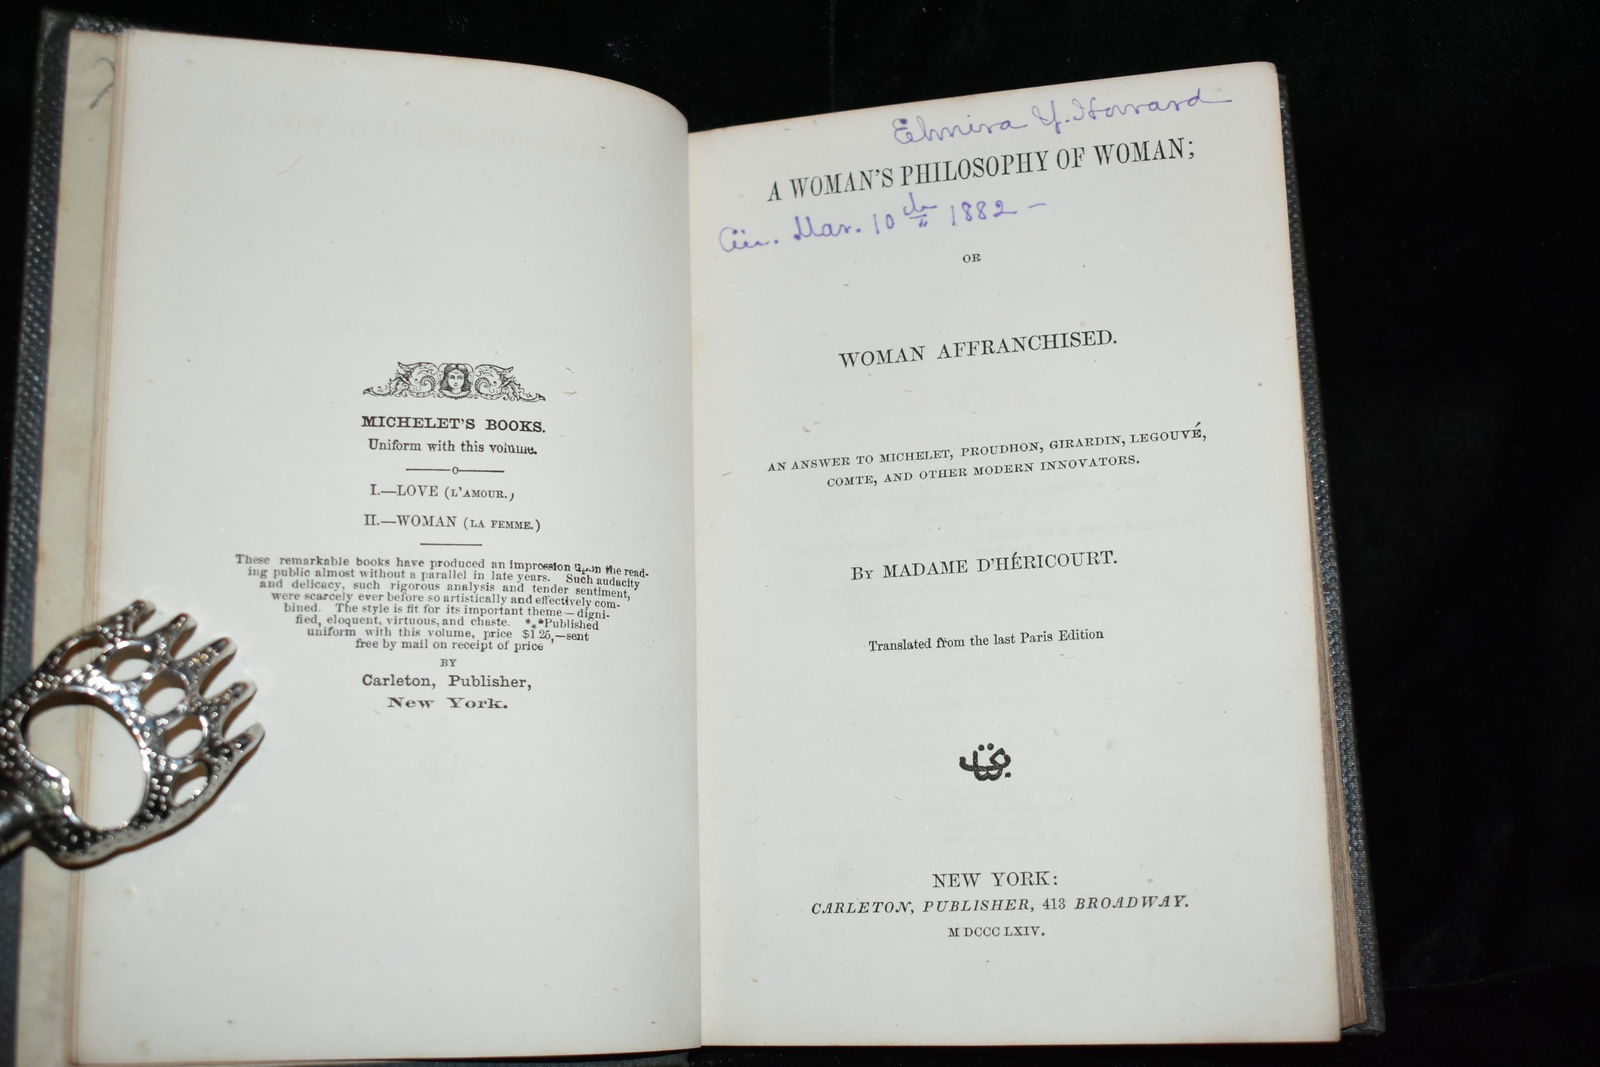 MICHELET'S BOOKS.
Uniform with this volume.
I.—LOVE (L'AMOUR.)
II.—WOMAN (LA FEMME.)
These remarkable books have produced an impression upon the read-
ing public almost without a parallel in late years. Such audacity
and delicacy, such rigorous analysis and tender sentiment,
were scarcely ever before so artistically and effectively com-
bined. The style is fit for its important theme—digni-
fied, eloquent, virtuous, and chaste. *⁎*Published
uniform with this volume, price $1 25,—sent
free by mail on receipt of price
BY
Carleton, Publisher,
New York.
Elmira Y. Howard
A WOMAN'S PHILOSOPHY OF WOMAN;
Cin. Mar. 10th 1882 –
OR
WOMAN AFFRANCHISED.
AN ANSWER TO MICHELET, PROUDHON, GIRARDIN, LEGOUVÉ,
COMTE, AND OTHER MODERN INNOVATORS.
By MADAME D'HÉRICOURT.
Translated from the last Paris Edition
NEW YORK:
CARLETON, PUBLISHER, 413 BROADWAY.
M DCCC LXIV.